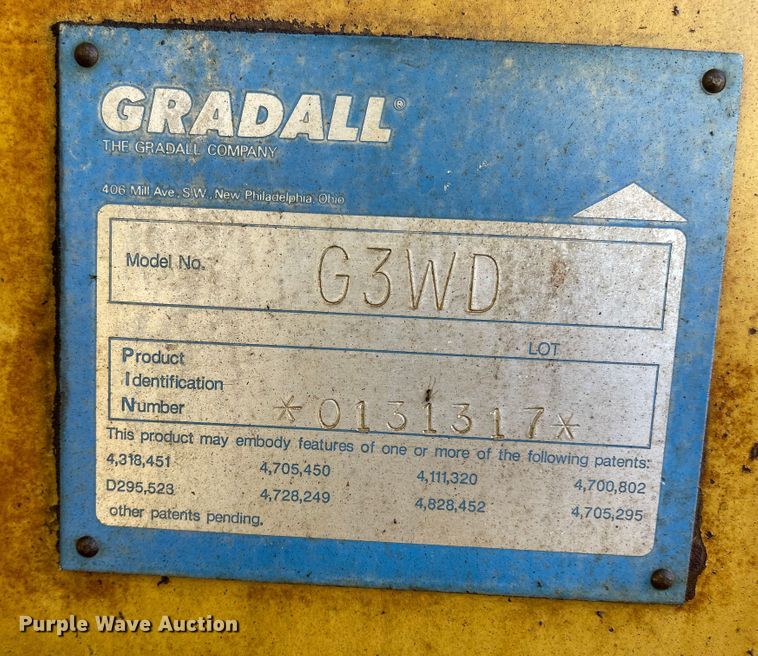 GRADALL®
THE GRADALL COMPANY
406 Mill Ave., S.W., New Philadelphia, Ohio
Model No. G3WD
LOT
Product
Identification
Number *0131317*
This product may embody features of one or more of the following patents:
4,318,451 4,705,450 4,111,320 4,700,802
D295,523 4,728,249 4,828,452 4,705,295
other patents pending.
Purple Wave Auction